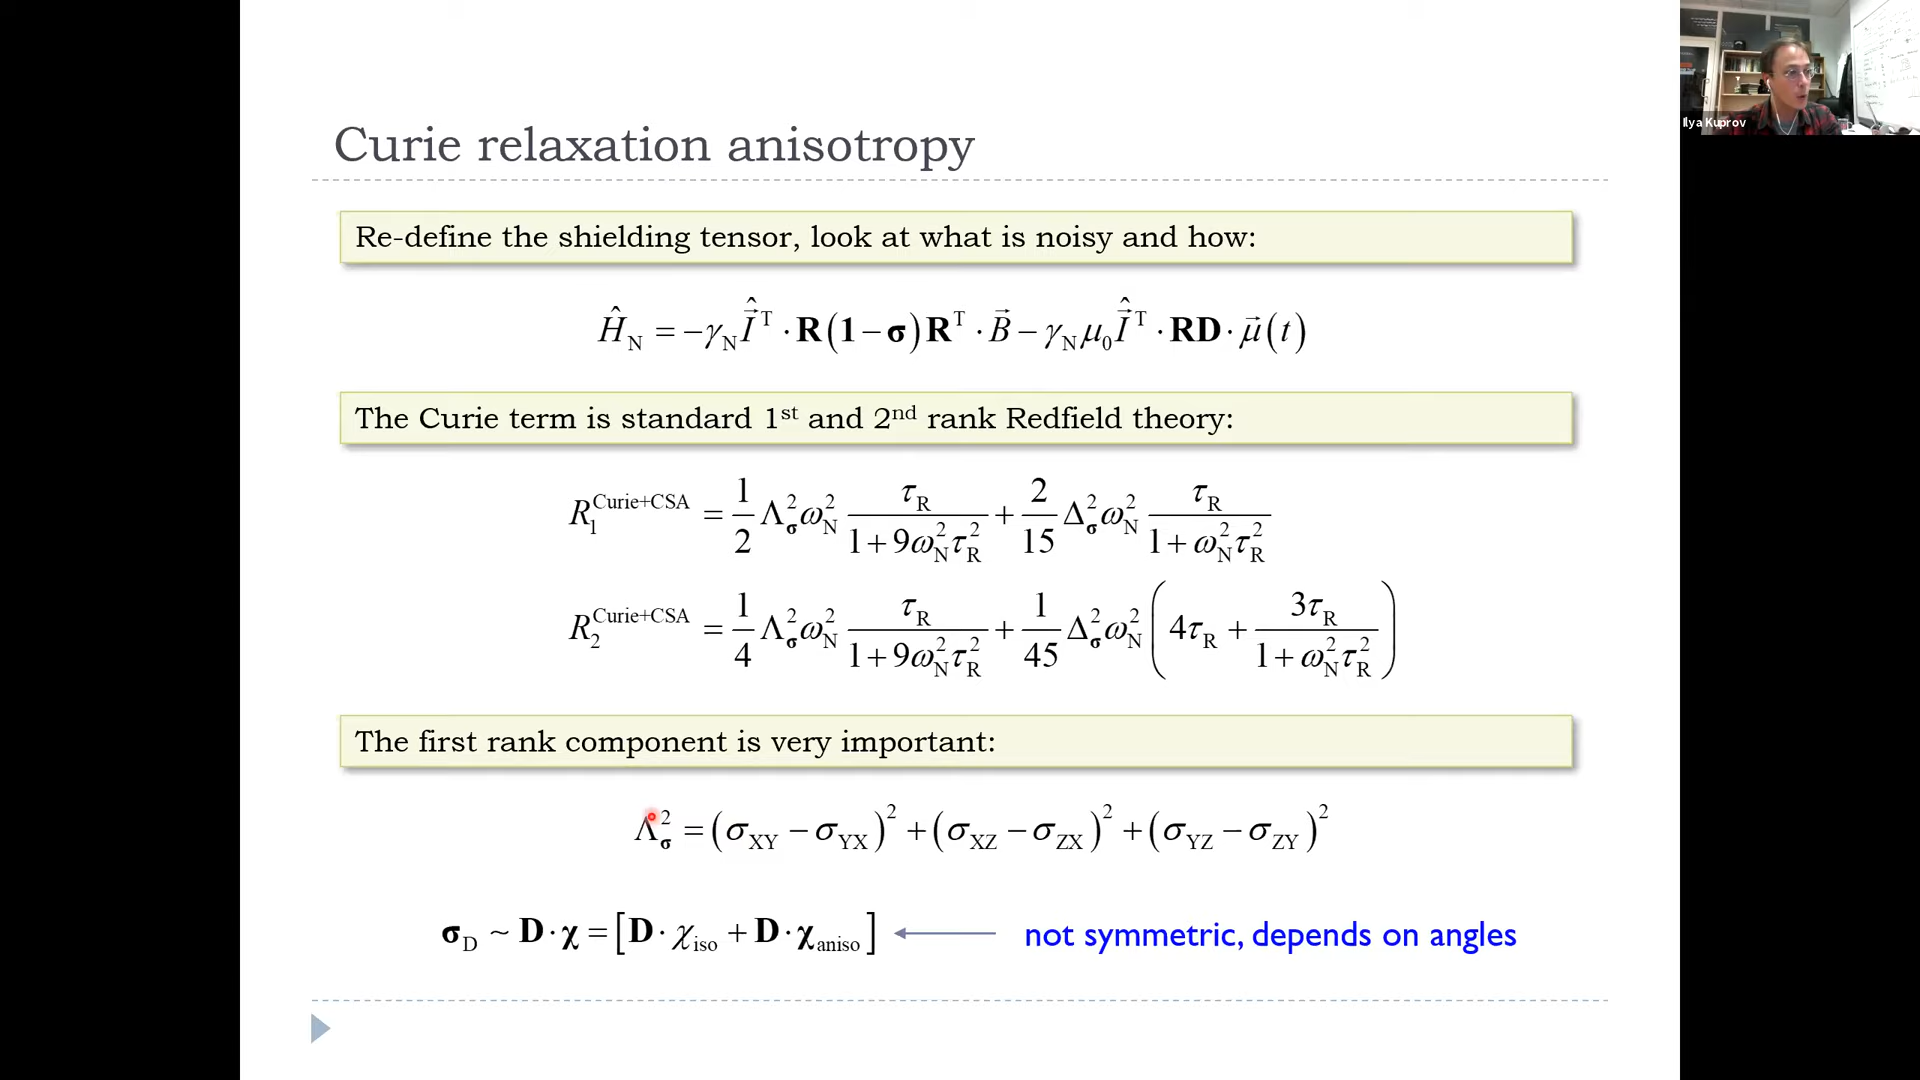 Ilya Kuprov
Curie relaxation anisotropy
Re-define the shielding tensor, look at what is noisy and how:
Ĥ_N = −γ_N Î⃗^T · R(1 − σ)R^T · B⃗ − γ_N μ_0 Î⃗^T · RD · μ⃗(t)
The Curie term is standard 1st and 2nd rank Redfield theory:
R_1^{Curie+CSA} = 1/2 Λ_σ^2 ω_N^2 τ_R/(1+9ω_N^2 τ_R^2) + 2/15 Δ_σ^2 ω_N^2 τ_R/(1+ω_N^2 τ_R^2)
R_2^{Curie+CSA} = 1/4 Λ_σ^2 ω_N^2 τ_R/(1+9ω_N^2 τ_R^2) + 1/45 Δ_σ^2 ω_N^2 (4τ_R + 3τ_R/(1+ω_N^2 τ_R^2))
The first rank component is very important:
Λ_σ^2 = (σ_XY − σ_YX)^2 + (σ_XZ − σ_ZX)^2 + (σ_YZ − σ_ZY)^2
σ_D ~ D·χ = [D·χ_iso + D·χ_aniso] ← not symmetric, depends on angles